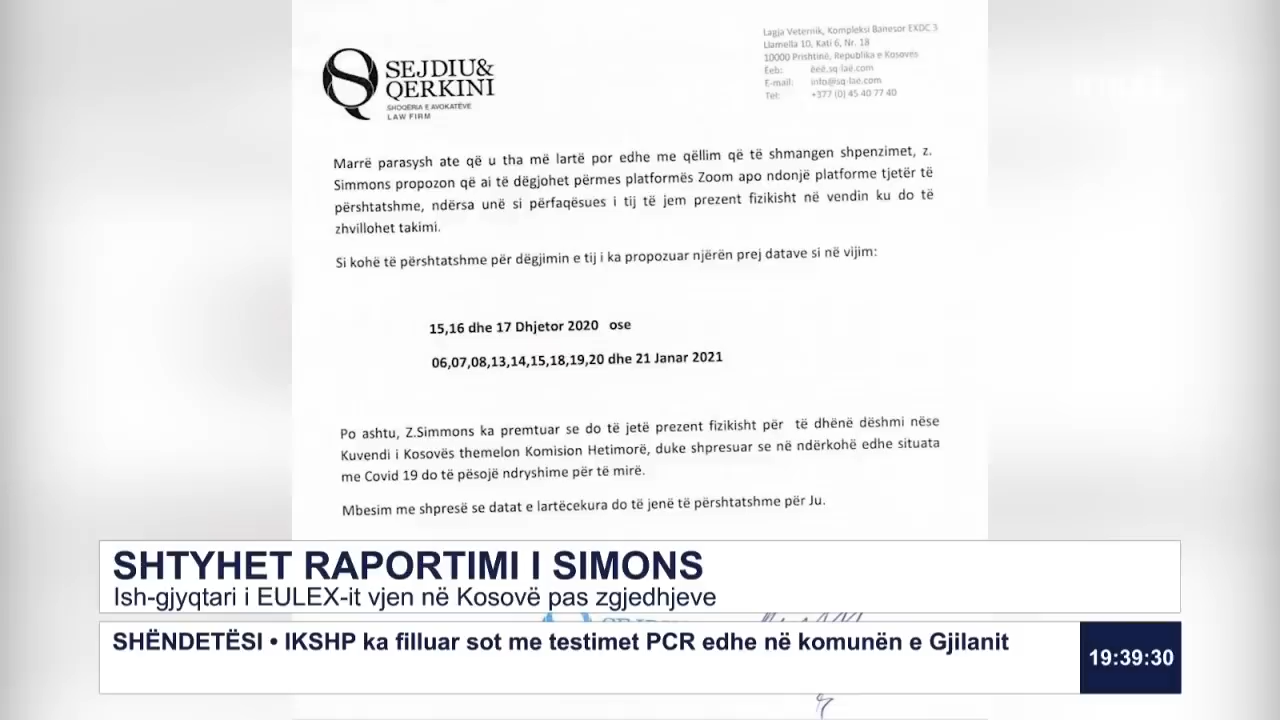 SEJDIU&
QERKINI
SHOQËRIA E AVOKATËVE
LAW FIRM
Lagja Veternik, Kompleksi Banesor EXDC 3
Llamella 10, Kati 6, Nr. 18
10000 Prishtinë, Republika e Kosovës
Eeb: ëëë.sq-laë.com
E-mail: info@sq-lae.com
Tel: +377 (0) 45 40 77 40
Marrë parasysh ate që u tha më lartë por edhe me qëllim që të shmangen shpenzimet, z.
Simmons propozon që ai të dëgjohet përmes platformës Zoom apo ndonjë platforme tjetër të
përshtatshme, ndërsa unë si përfaqësues i tij të jem prezent fizikisht në vendin ku do të
zhvillohet takimi.
Si kohë të përshtatshme për dëgjimin e tij i ka propozuar njërën prej datave si në vijim:
15,16 dhe 17 Dhjetor 2020 ose
06,07,08,13,14,15,18,19,20 dhe 21 Janar 2021
Po ashtu, Z.Simmons ka premtuar se do të jetë prezent fizikisht për të dhënë dëshmi nëse
Kuvendi i Kosovës themelon Komision Hetimorë, duke shpresuar se në ndërkohë edhe situata
me Covid 19 do të pësojë ndryshime për të mirë.
Mbesim me shpresë se datat e lartëcekura do të jenë të përshtatshme për Ju.
SHTYHET RAPORTIMI I SIMONS
Ish-gjyqtari i EULEX-it vjen në Kosovë pas zgjedhjeve
SHËNDETËSI • IKSHP ka filluar sot me testimet PCR edhe në komunën e Gjilanit
19:39:30